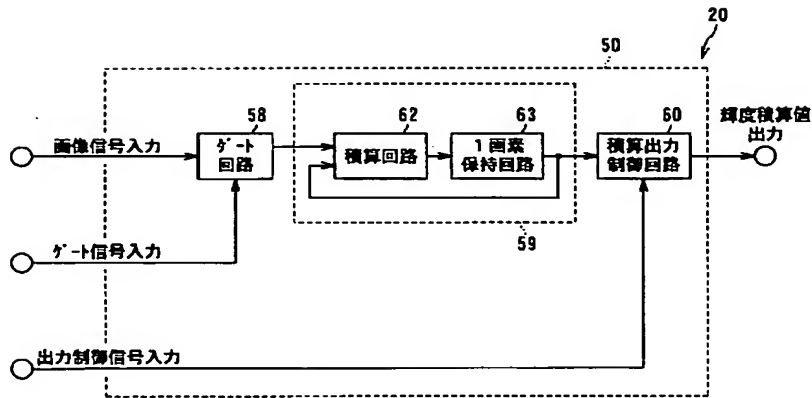 20
50
58
62
63
60
輝度積算値
出力
画像信号入力
ゲート
回路
積算回路
1画素
保持回路
積算出力
制御回路
59
ゲート信号入力
出力制御信号入力